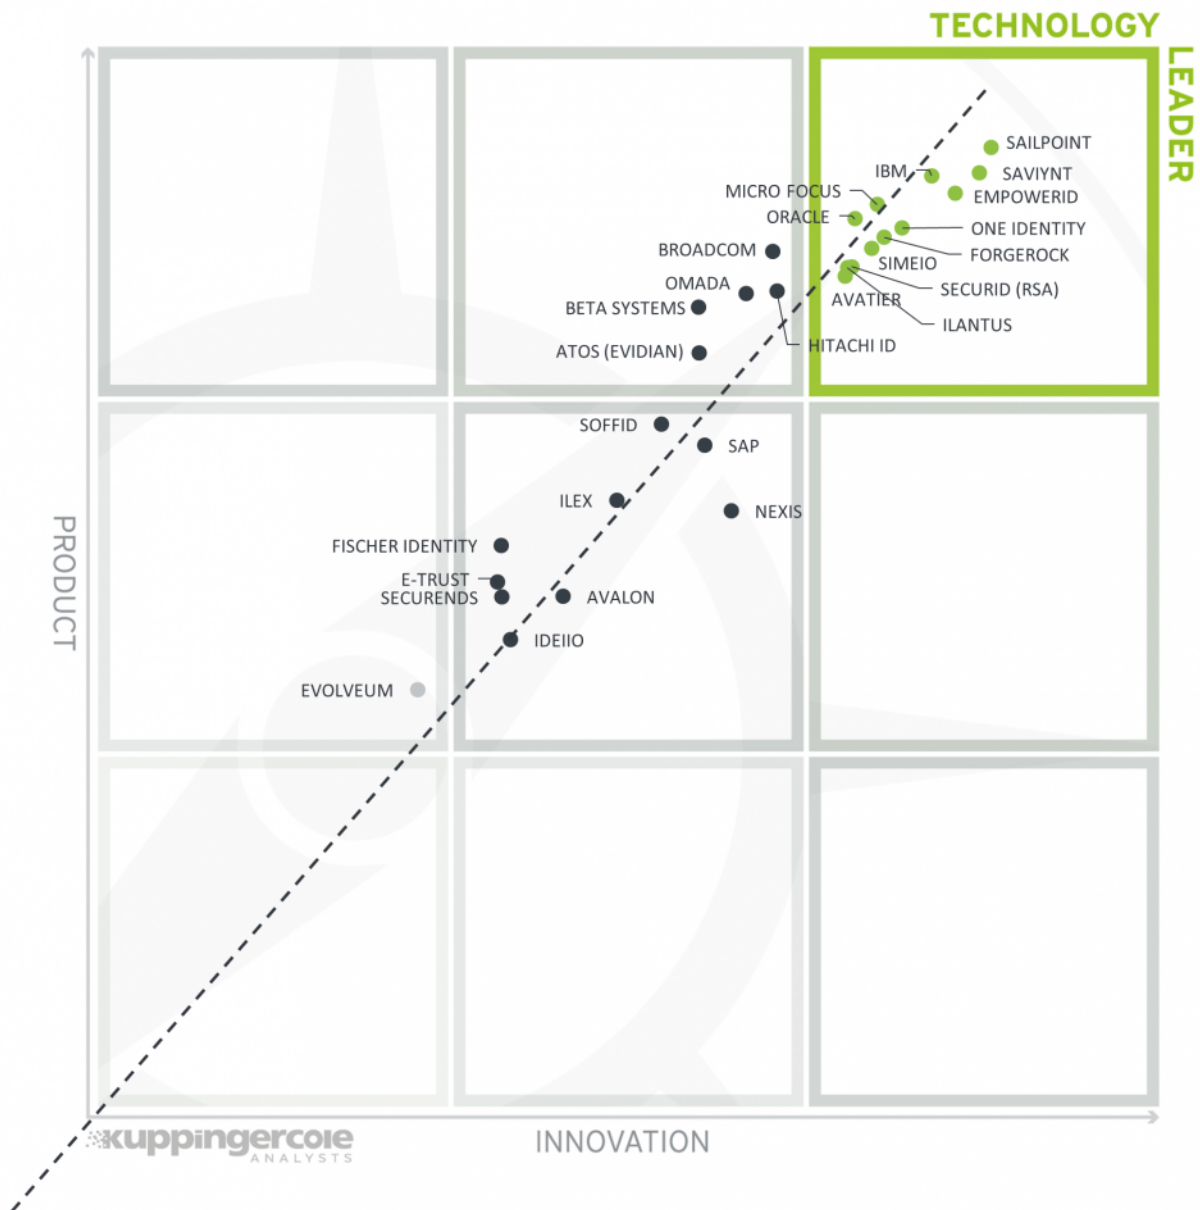 TECHNOLOGY
LEADER
SAILPOINT
IBM
SAVIYNT
MICRO FOCUS
EMPOWERID
ORACLE
ONE IDENTITY
BROADCOM
FORGEROCK
SIMEIO
OMADA
SECURID (RSA)
AVATIER
BETA SYSTEMS
ILANTUS
HITACHI ID
ATOS (EVIDIAN)
SOFFID
SAP
ILEX
NEXIS
PRODUCT
FISCHER IDENTITY
E-TRUST
SECURENDS
AVALON
IDEIIO
EVOLVEUM
kuppingercole
ANALYSTS
INNOVATION